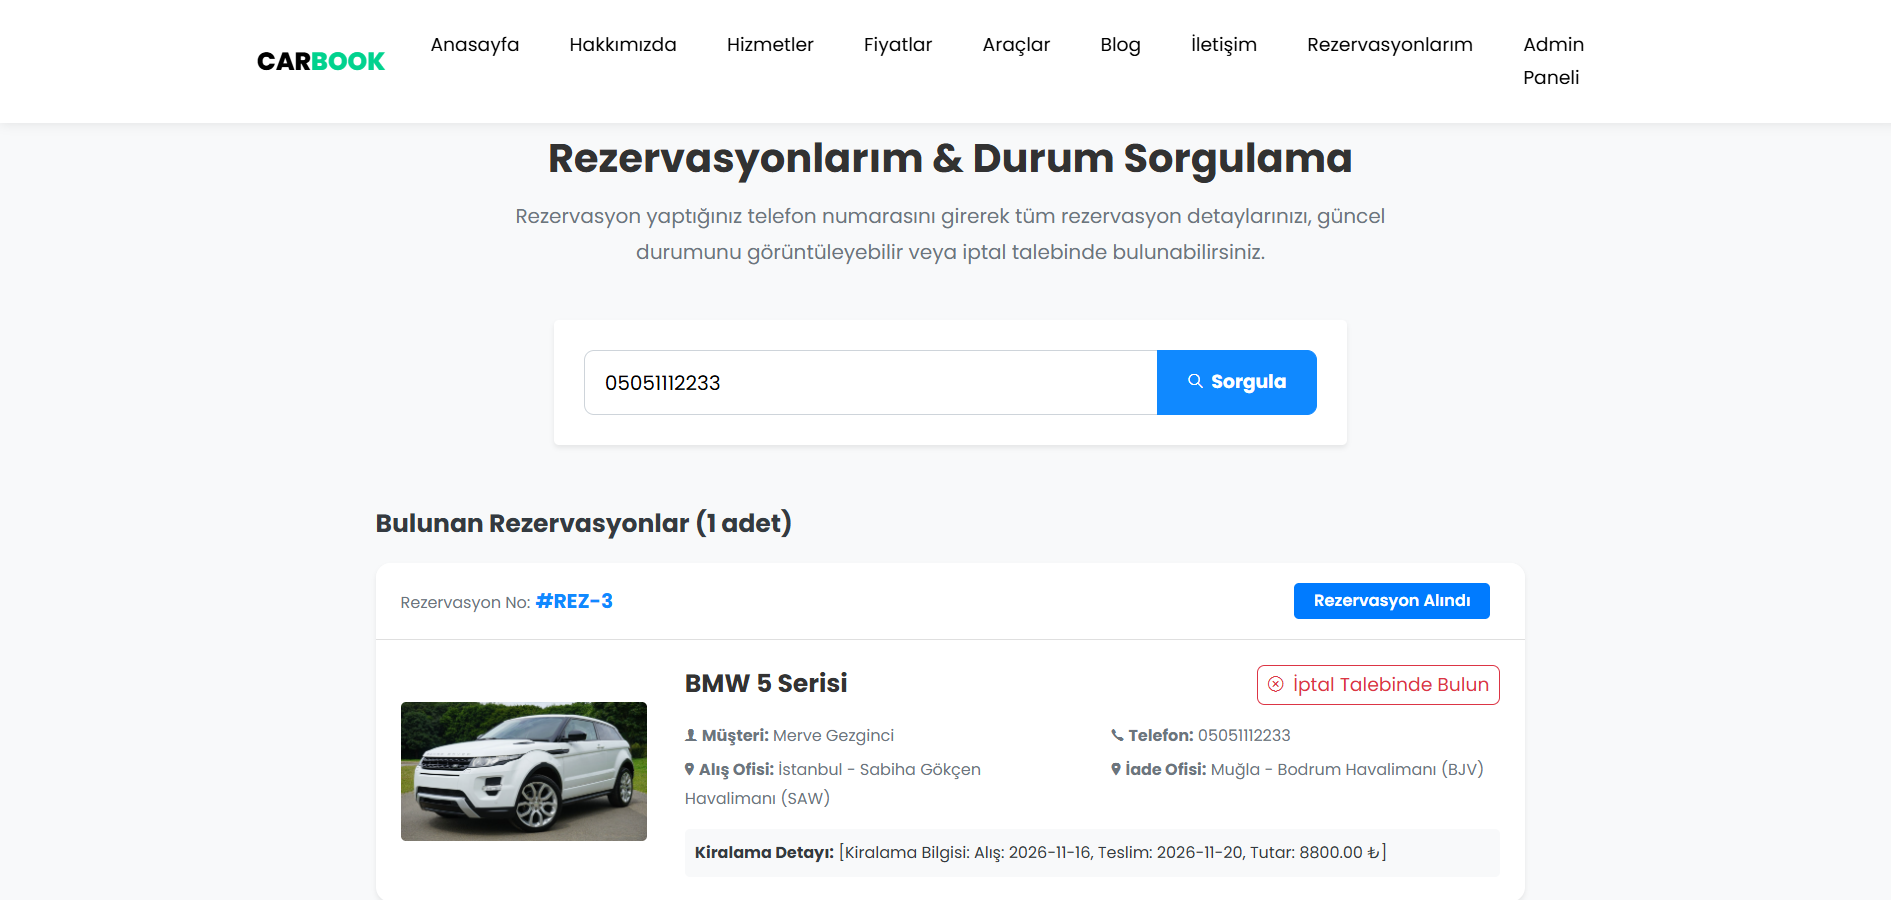 CARBOOK
Anasayfa
Hakkımızda
Hizmetler
Fiyatlar
Araçlar
Blog
İletişim
Rezervasyonlarım
Admin
Paneli
Rezervasyonlarım & Durum Sorgulama
Rezervasyon yaptığınız telefon numarasını girerek tüm rezervasyon detaylarınızı, güncel
durumunu görüntüleyebilir veya iptal talebinde bulunabilirsiniz.
05051112233
Sorgula
Bulunan Rezervasyonlar (1 adet)
Rezervasyon No: #REZ-3
Rezervasyon Alındı
BMW 5 Serisi
İptal Talebinde Bulun
Müşteri: Merve Gezginci
Telefon: 05051112233
Alış Ofisi: İstanbul - Sabiha Gökçen
Havalimanı (SAW)
İade Ofisi: Muğla - Bodrum Havalimanı (BJV)
Kiralama Detayı: [Kiralama Bilgisi: Alış: 2026-11-16, Teslim: 2026-11-20, Tutar: 8800.00 ₺]